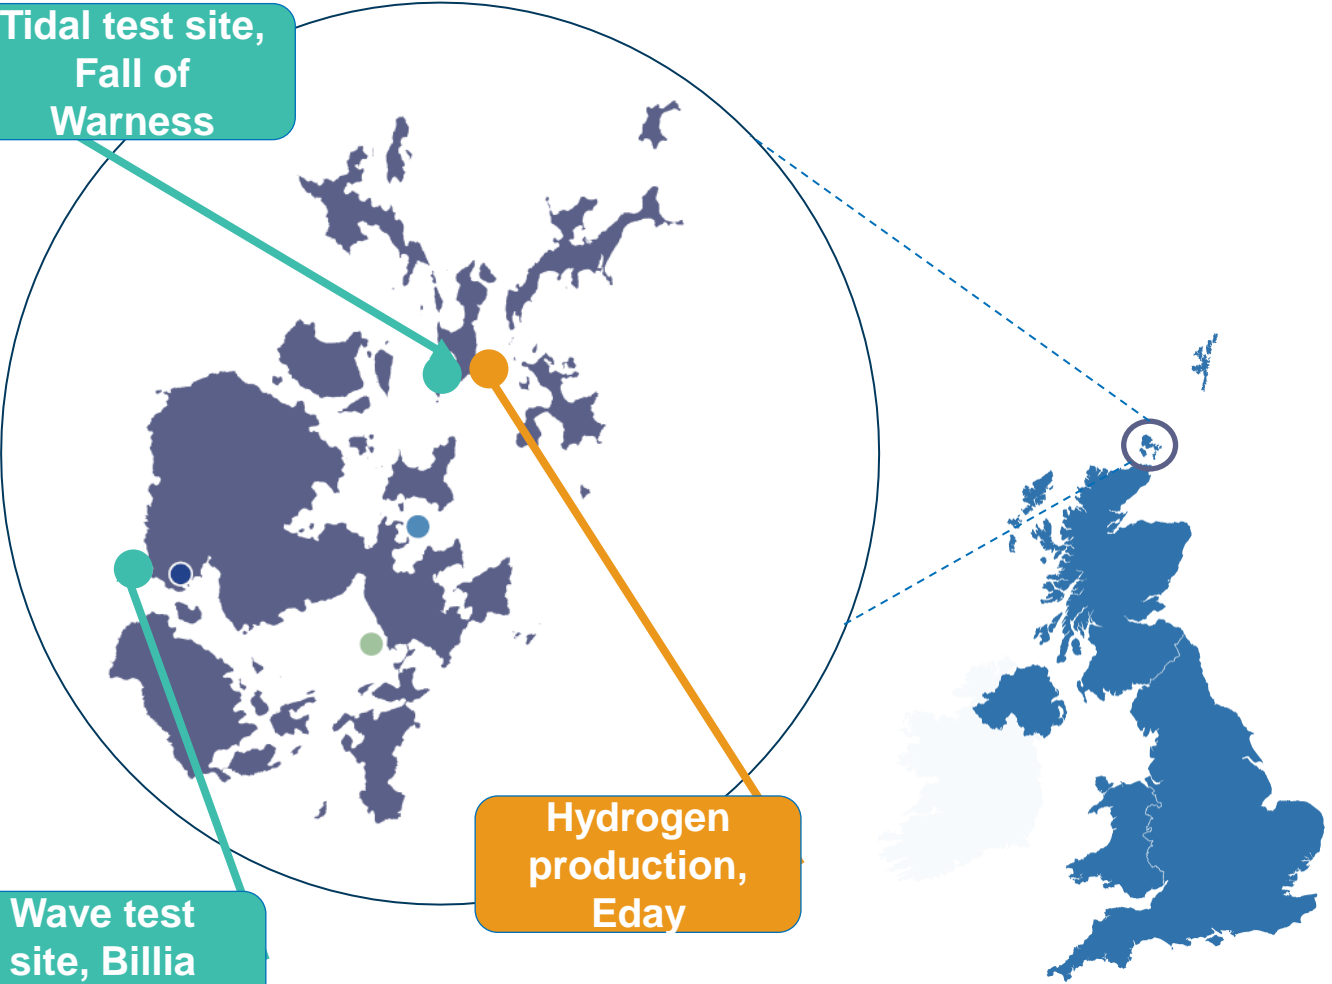 Tidal test site,
Fall of
Warness
Hydrogen
production,
Eday
Wave test
site, Billia